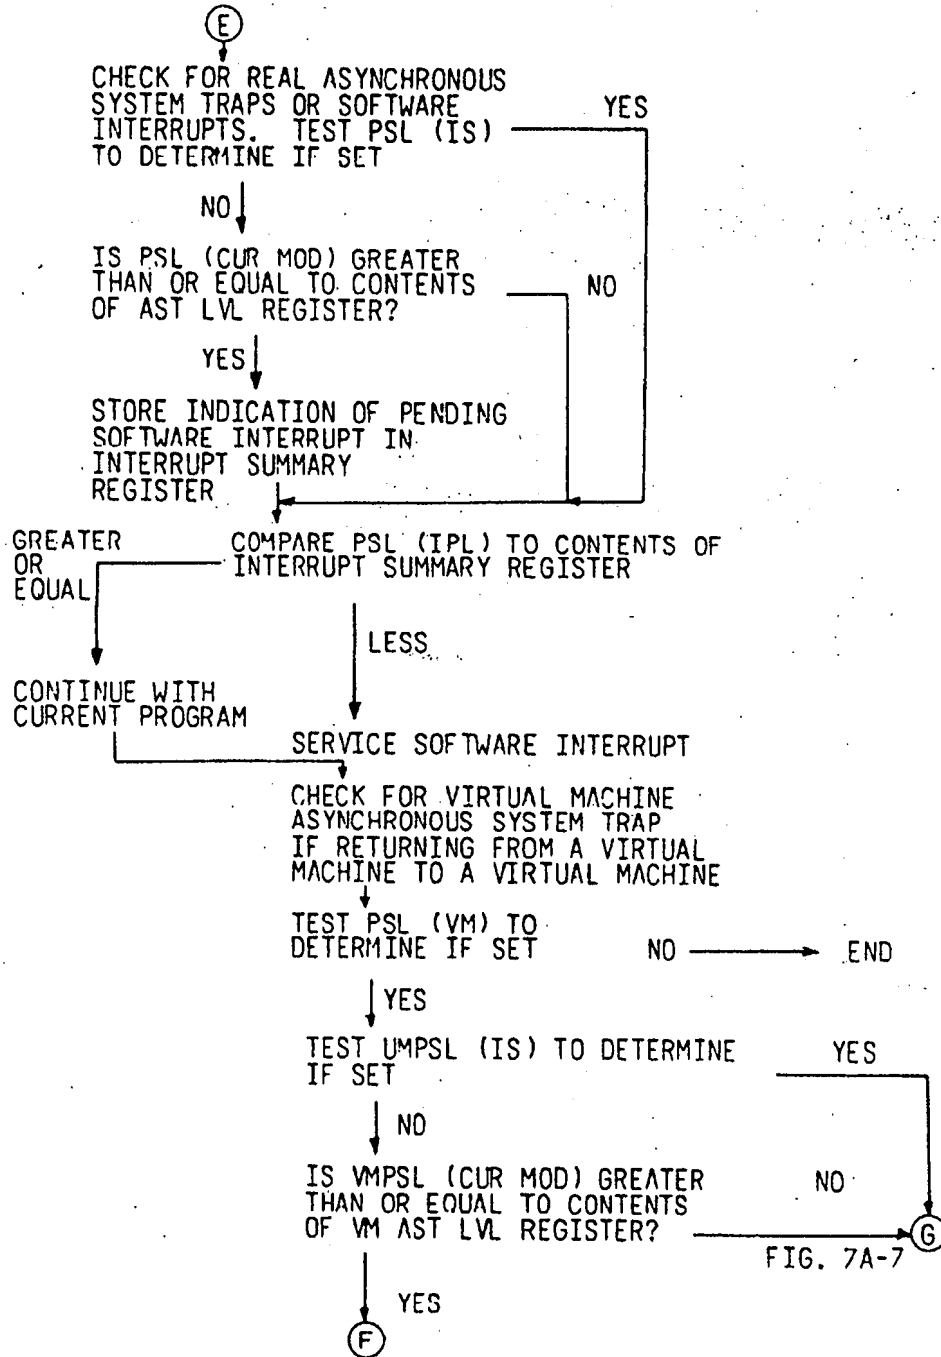 E
CHECK FOR REAL ASYNCHRONOUS
SYSTEM TRAPS OR SOFTWARE
INTERRUPTS. TEST PSL (IS)
TO DETERMINE IF SET
YES
NO
IS PSL (CUR MOD) GREATER
THAN OR EQUAL TO CONTENTS
OF AST LVL REGISTER?
NO
YES
STORE INDICATION OF PENDING
SOFTWARE INTERRUPT IN
INTERRUPT SUMMARY
REGISTER
GREATER
OR
EQUAL
COMPARE PSL (IPL) TO CONTENTS OF
INTERRUPT SUMMARY REGISTER
LESS
CONTINUE WITH
CURRENT PROGRAM
SERVICE SOFTWARE INTERRUPT
CHECK FOR VIRTUAL MACHINE
ASYNCHRONOUS SYSTEM TRAP
IF RETURNING FROM A VIRTUAL
MACHINE TO A VIRTUAL MACHINE
TEST PSL (VM) TO
DETERMINE IF SET
NO
END
YES
TEST UMPSL (IS) TO DETERMINE
IF SET
YES
NO
IS VMPSL (CUR MOD) GREATER
THAN OR EQUAL TO CONTENTS
OF VM AST LVL REGISTER?
NO
G
FIG. 7A-7
YES
F